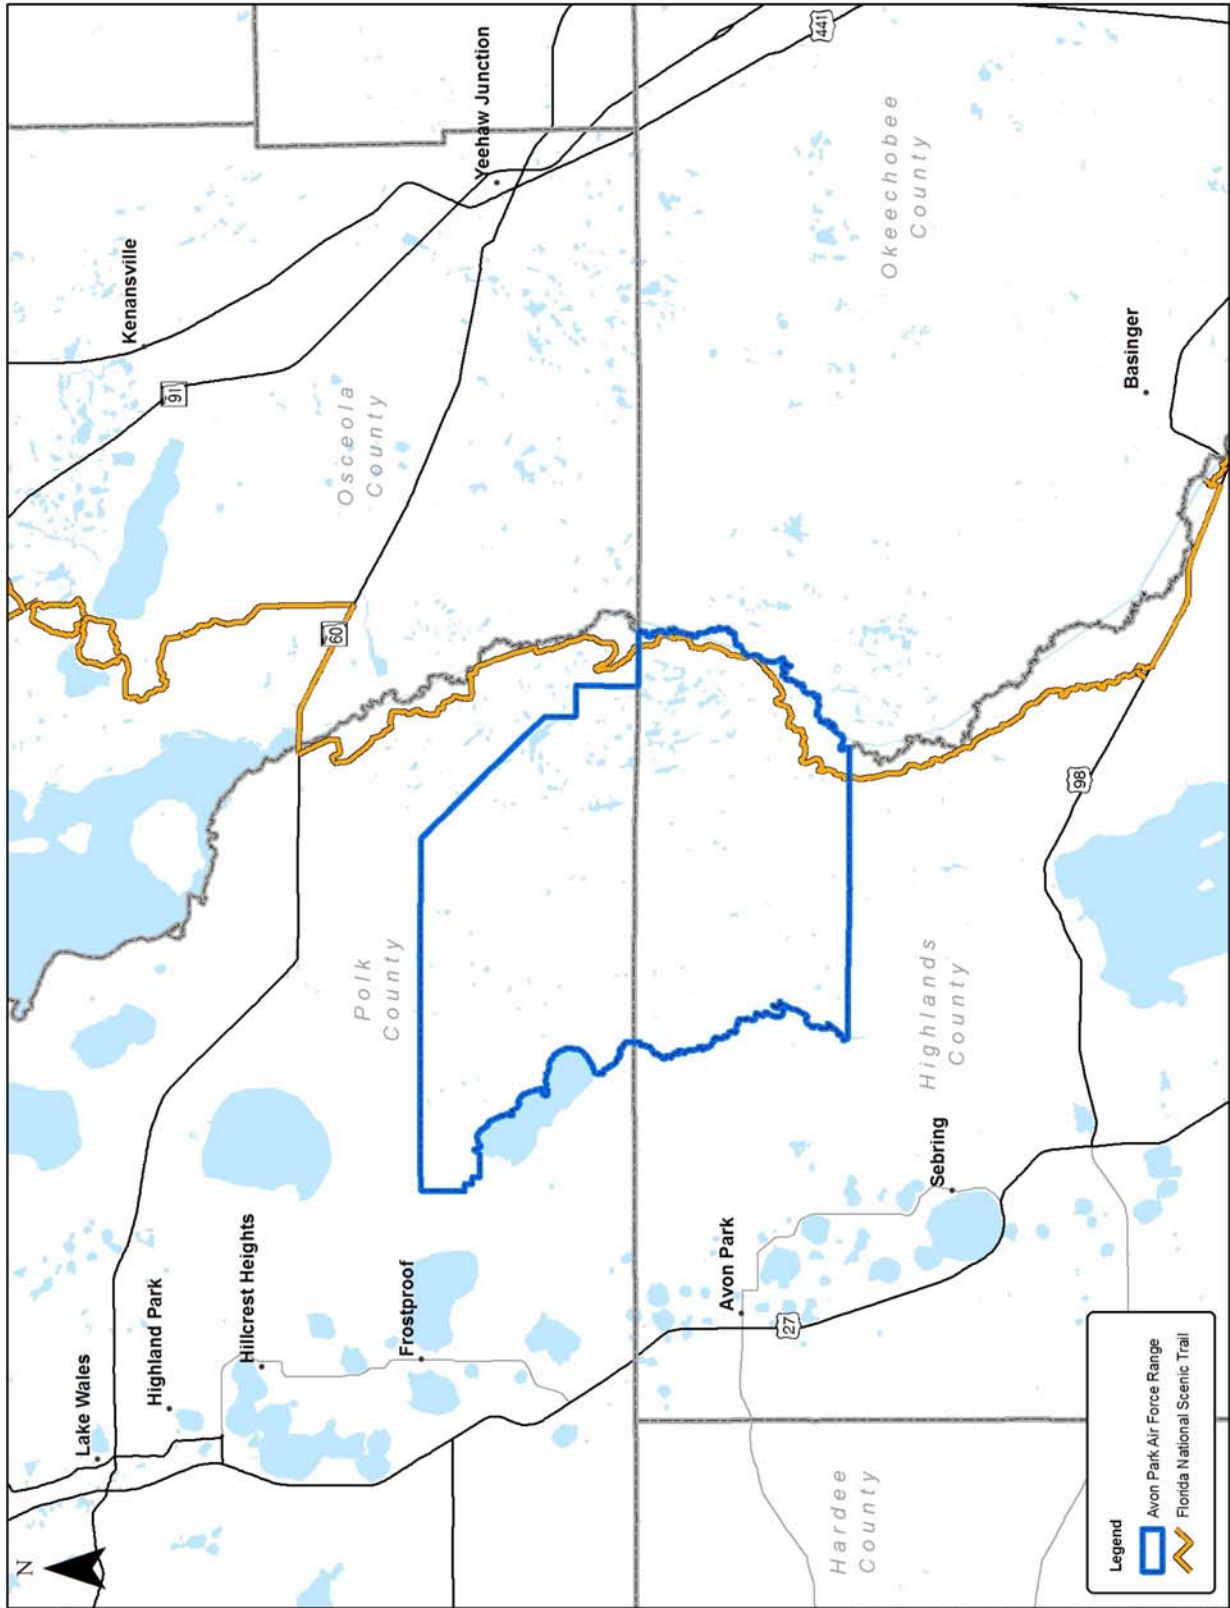 N
Lake Wales
Highland Park
Hillcrest Heights
Frostproof
Avon Park
Sebring
Kenansville
Yeehaw Junction
Basinger
Polk
County
Osceola
County
Okeechobee
County
Highlands
County
Hardee
County
91
60
441
98
27
Legend
Avon Park Air Force Range
Florida National Scenic Trail